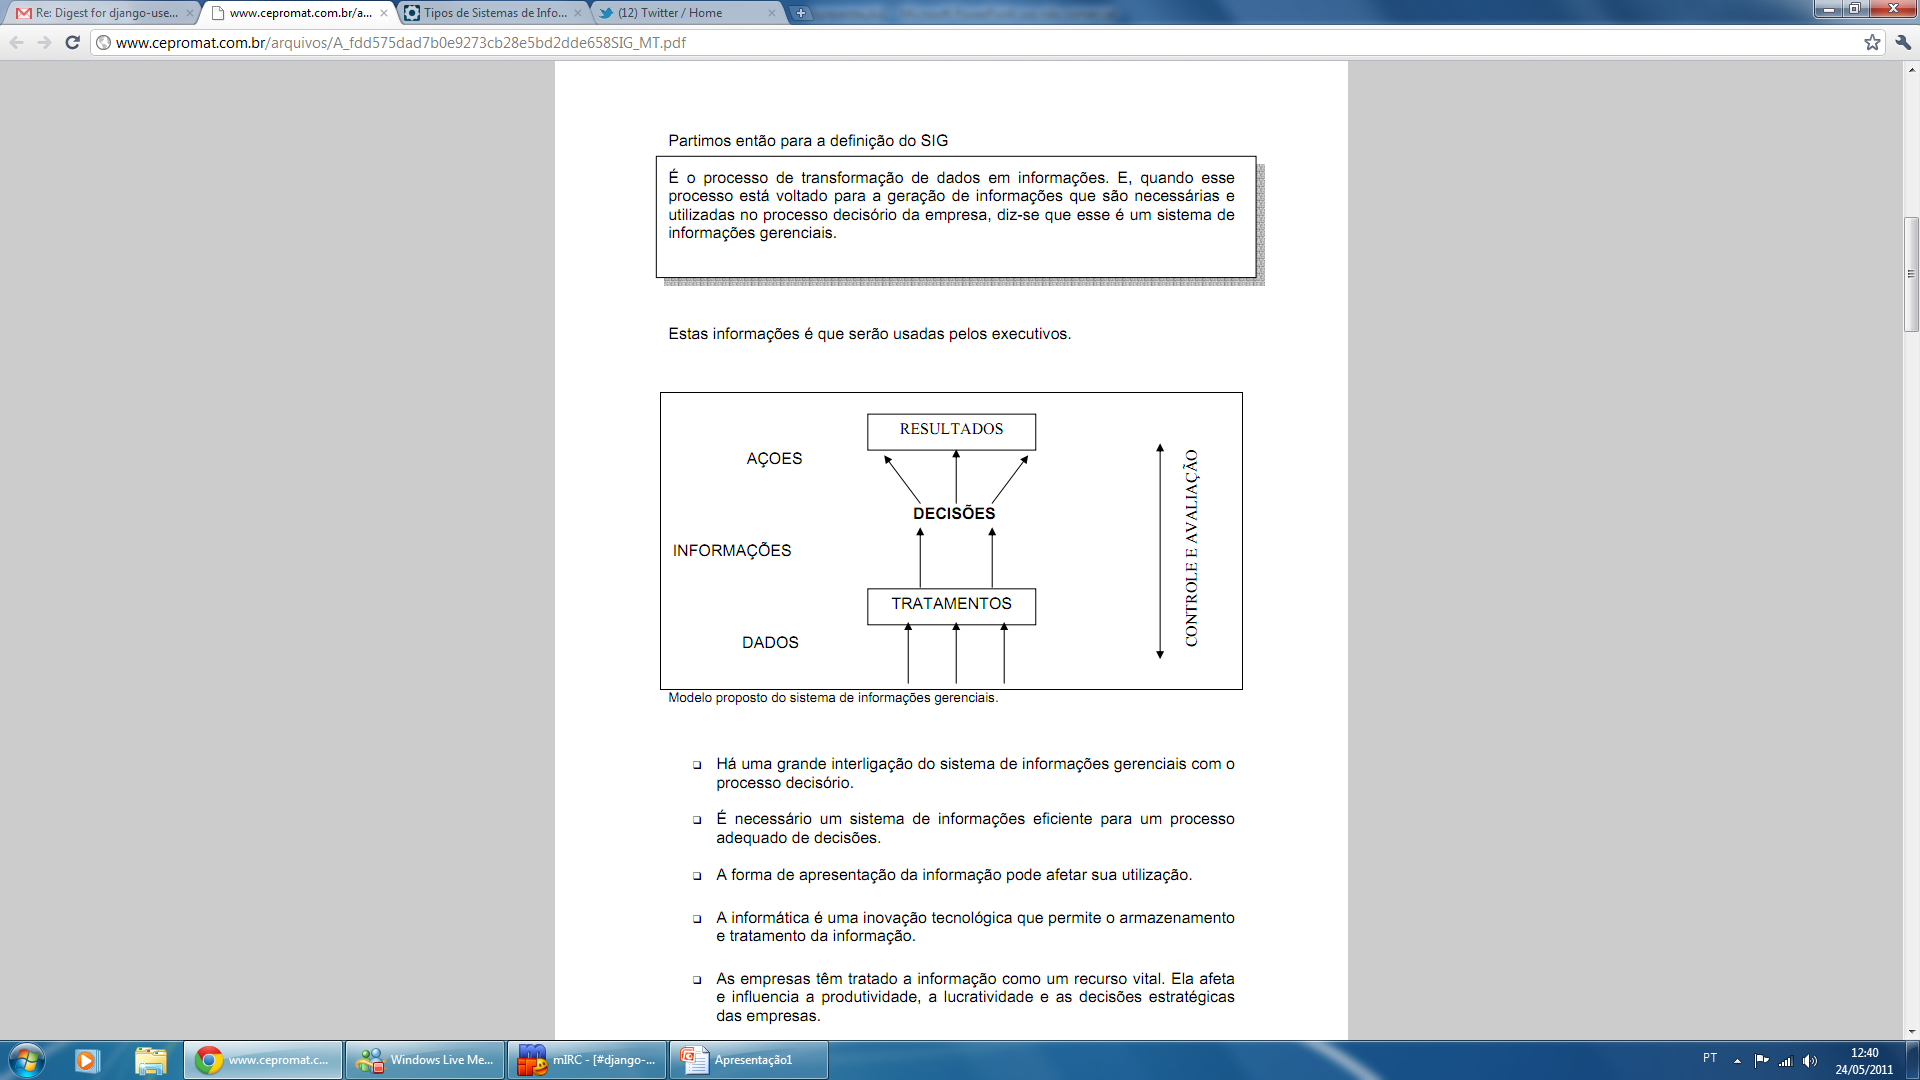 Re: Digest for django-use...
www.cepromat.com.br/a...
Tipos de Sistemas de Info...
(12) Twitter / Home
www.cepromat.com.br/arquivos/A_fdd575dad7b0e9273cb28e5bd2dde658SIG_MT.pdf
Partimos então para a definição do SIG
É o processo de transformação de dados em informações. E, quando esse
processo está voltado para a geração de informações que são necessárias e
utilizadas no processo decisório da empresa, diz-se que esse é um sistema de
informações gerenciais.
Estas informações é que serão usadas pelos executivos.
RESULTADOS
AÇOES
DECISÕES
INFORMAÇÕES
TRATAMENTOS
DADOS
CONTROLE E AVALIAÇÃO
Modelo proposto do sistema de informações gerenciais.
Há uma grande interligação do sistema de informações gerenciais com o
processo decisório.
É necessário um sistema de informações eficiente para um processo
adequado de decisões.
A forma de apresentação da informação pode afetar sua utilização.
A informática é uma inovação tecnológica que permite o armazenamento
e tratamento da informação.
As empresas têm tratado a informação como um recurso vital. Ela afeta
e influencia a produtividade, a lucratividade e as decisões estratégicas
das empresas.
www.cepromat.c...
Windows Live Me...
mIRC - [#django-...
Apresentação1
PT
12:40
24/05/2011